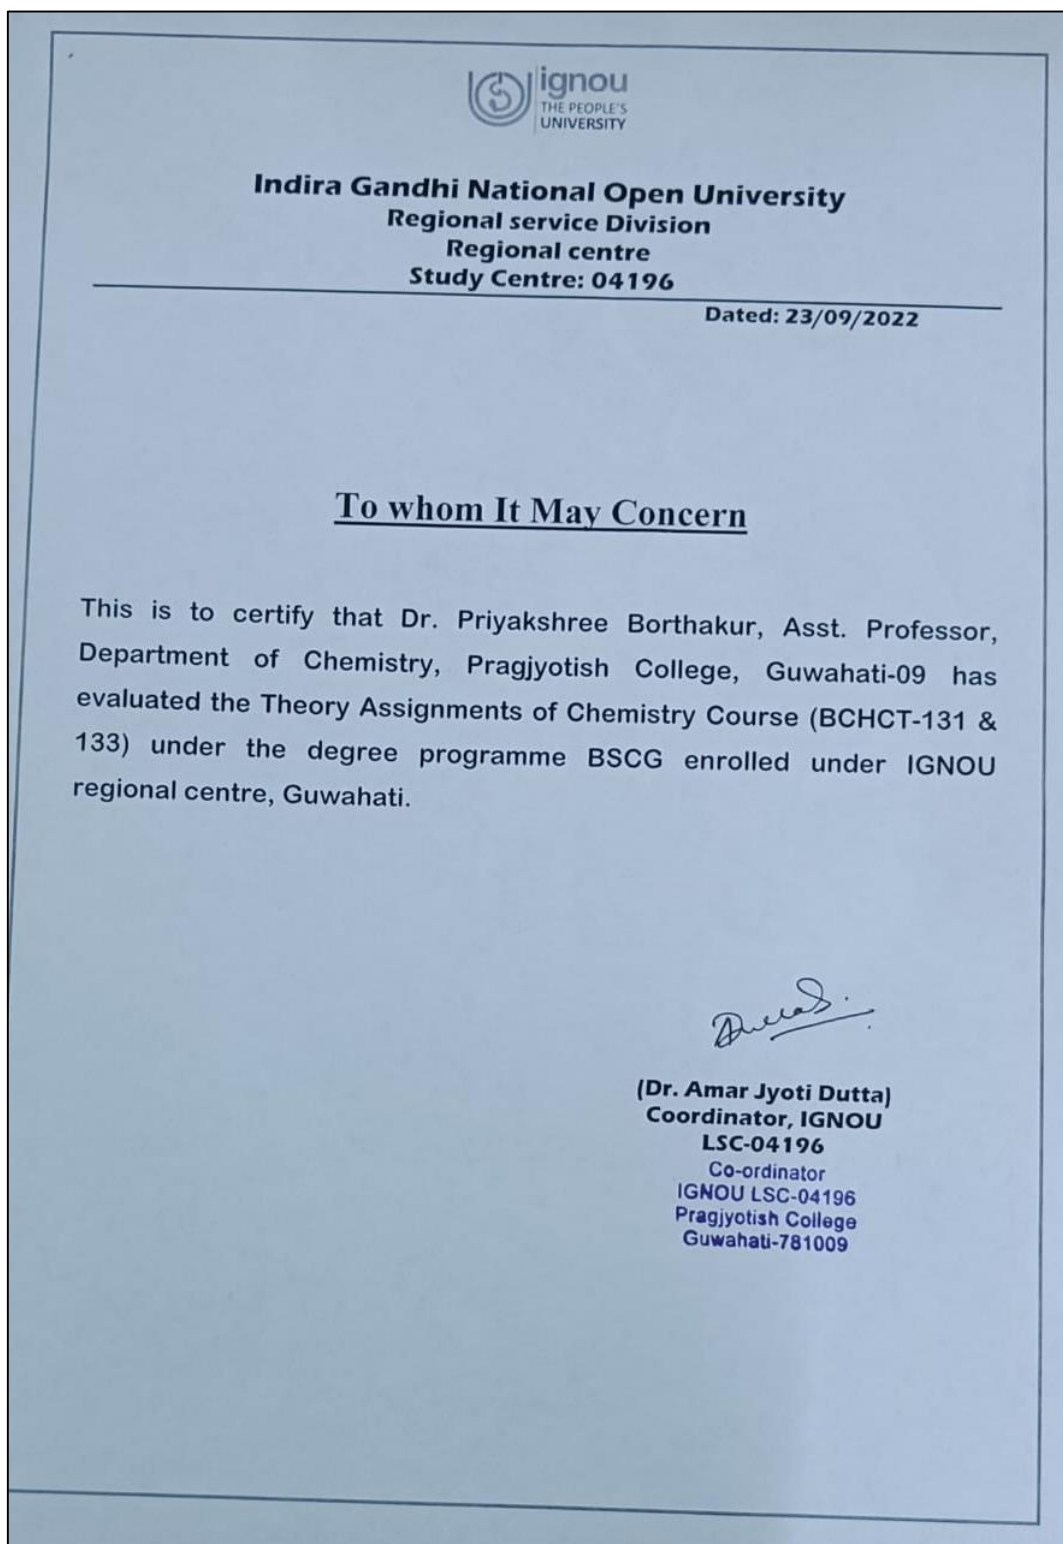 ignou
THE PEOPLE'S
UNIVERSITY
Indira Gandhi National Open University
Regional service Division
Regional centre
Study Centre: 04196
Dated: 23/09/2022
To whom It May Concern
This is to certify that Dr. Priyakshree Borthakur, Asst. Professor,
Department of Chemistry, Pragjyotish College, Guwahati-09 has
evaluated the Theory Assignments of Chemistry Course (BCHCT-131 &
133) under the degree programme BSCG enrolled under IGNOU
regional centre, Guwahati.
(Dr. Amar Jyoti Dutta)
Coordinator, IGNOU
LSC-04196
Co-ordinator
IGNOU LSC-04196
Pragjyotish College
Guwahati-781009